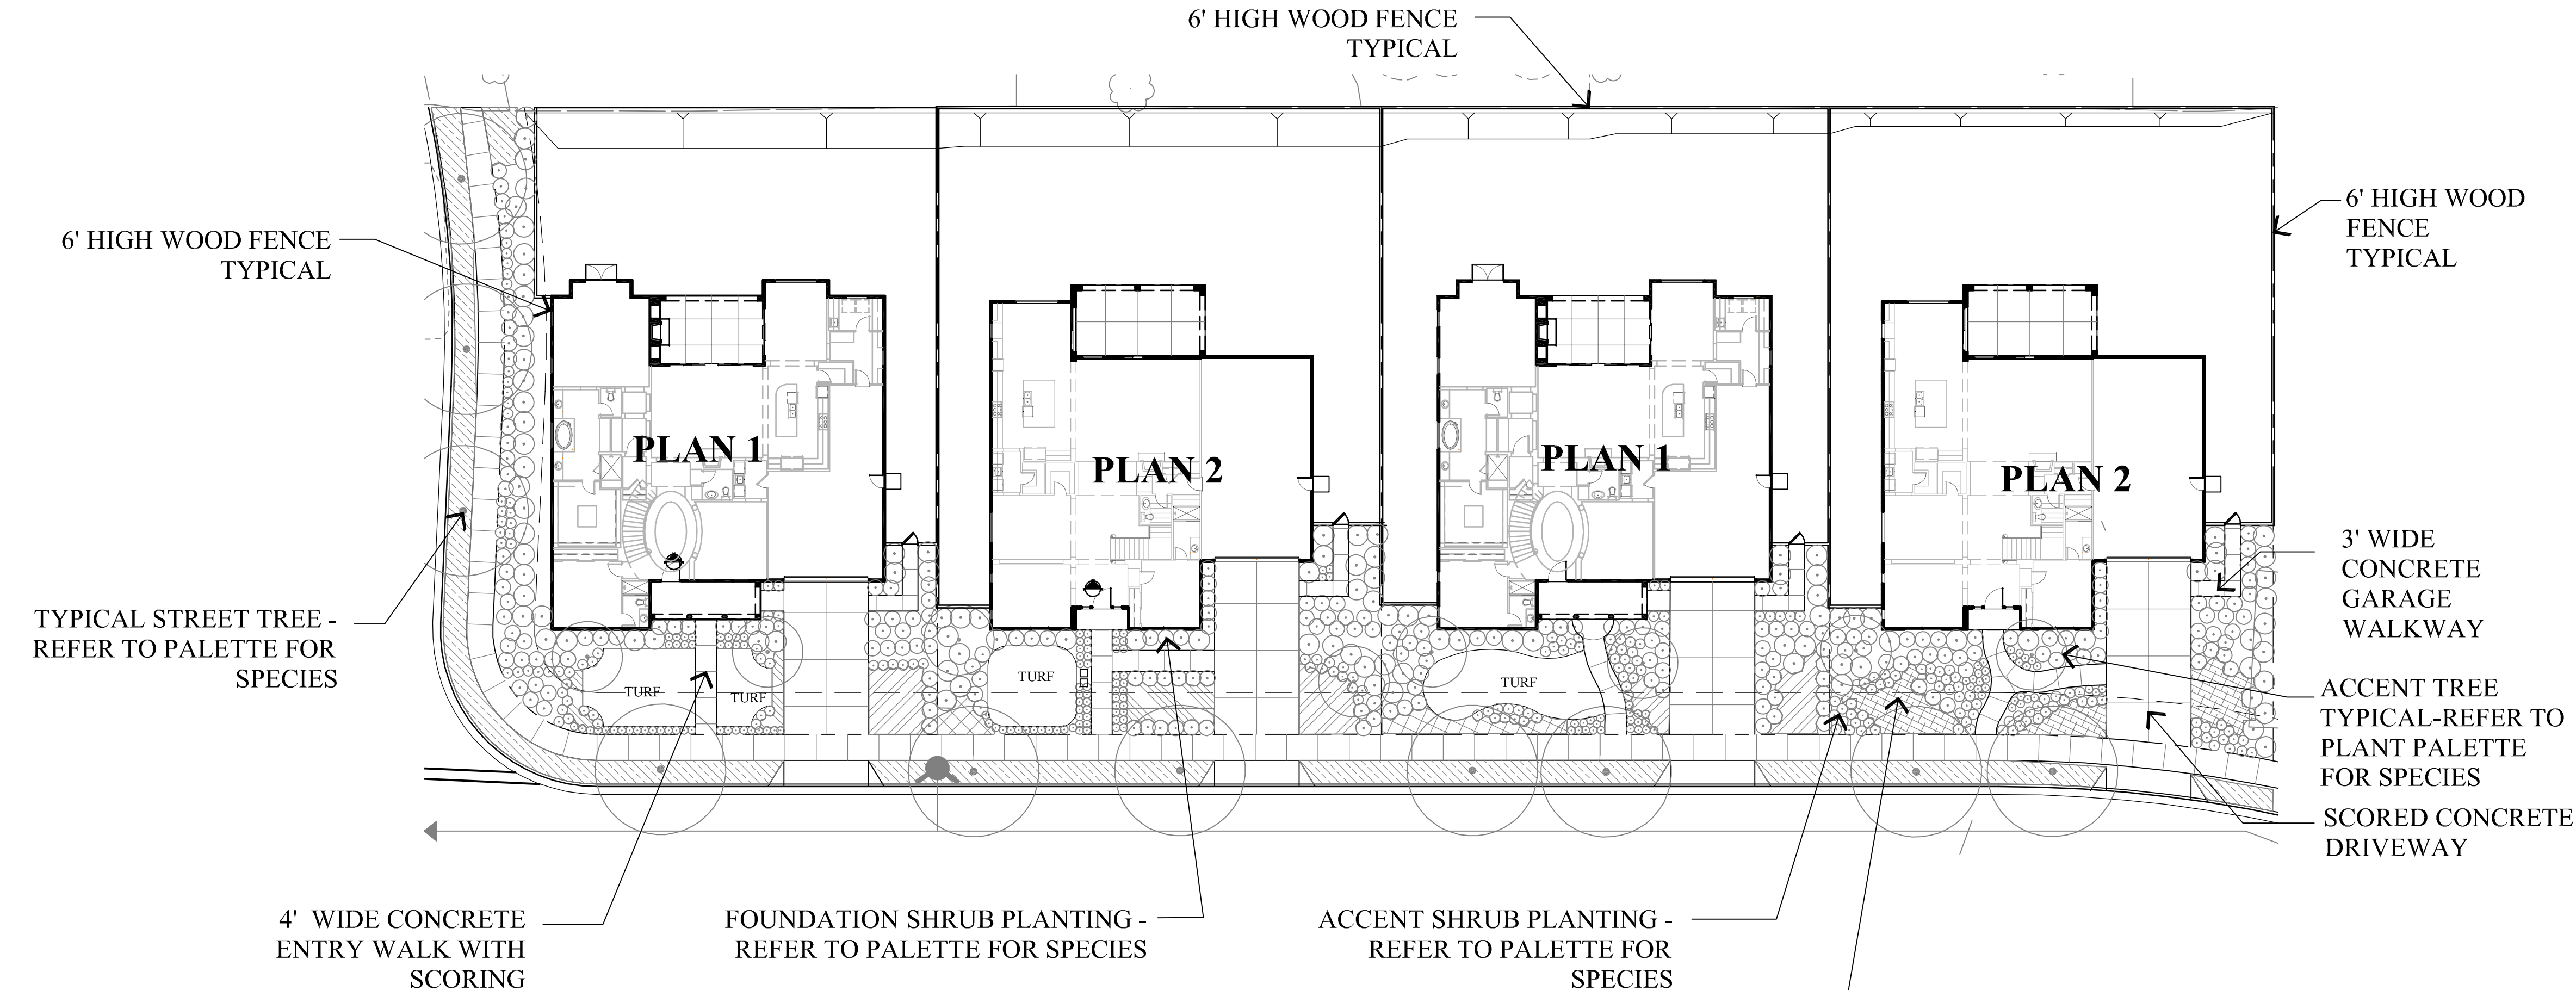 6' HIGH WOOD FENCE
TYPICAL
6' HIGH WOOD
FENCE
TYPICAL
6' HIGH WOOD FENCE
TYPICAL
PLAN 1
PLAN 2
PLAN 1
PLAN 2
3' WIDE
CONCRETE
GARAGE
WALKWAY
TYPICAL STREET TREE -
REFER TO PALETTE FOR
SPECIES
TURF
TURF
TURF
TURF
ACCENT TREE
TYPICAL-REFER TO
PLANT PALETTE
FOR SPECIES
SCORED CONCRETE
DRIVEWAY
4' WIDE CONCRETE
ENTRY WALK WITH
SCORING
FOUNDATION SHRUB PLANTING -
REFER TO PALETTE FOR SPECIES
ACCENT SHRUB PLANTING -
REFER TO PALETTE FOR
SPECIES